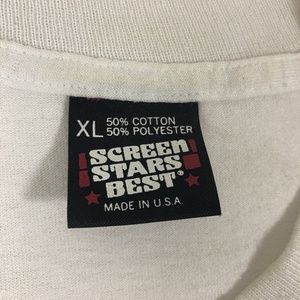 XL 50% COTTON
50% POLYESTER
SCREEN
STARS
BEST®
MADE IN U.S.A.